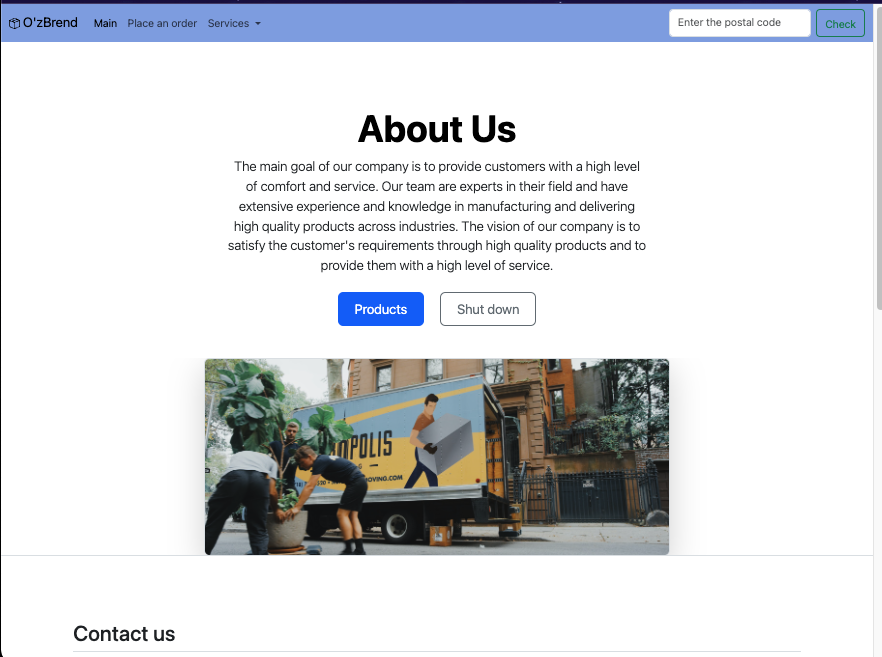 O'zBrend Main Place an order Services Enter the postal code Check
About Us
The main goal of our company is to provide customers with a high level
of comfort and service. Our team are experts in their field and have
extensive experience and knowledge in manufacturing and delivering
high quality products across industries. The vision of our company is to
satisfy the customer's requirements through high quality products and to
provide them with a high level of service.
Products Shut down
OPOLIS
MOVING.COM
Contact us